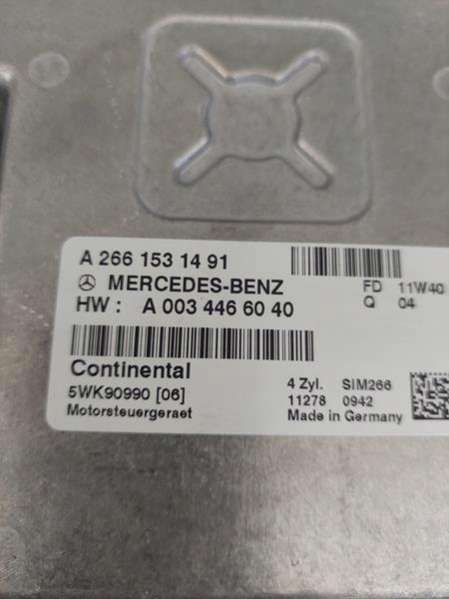 A 266 153 14 91
MERCEDES-BENZ FD 11W40
HW : A 003 446 60 40 Q 04
Continental
5WK90990 [06] 4 Zyl. SIM266
Motorsteuergeraet 11278 0942
Made in Germany